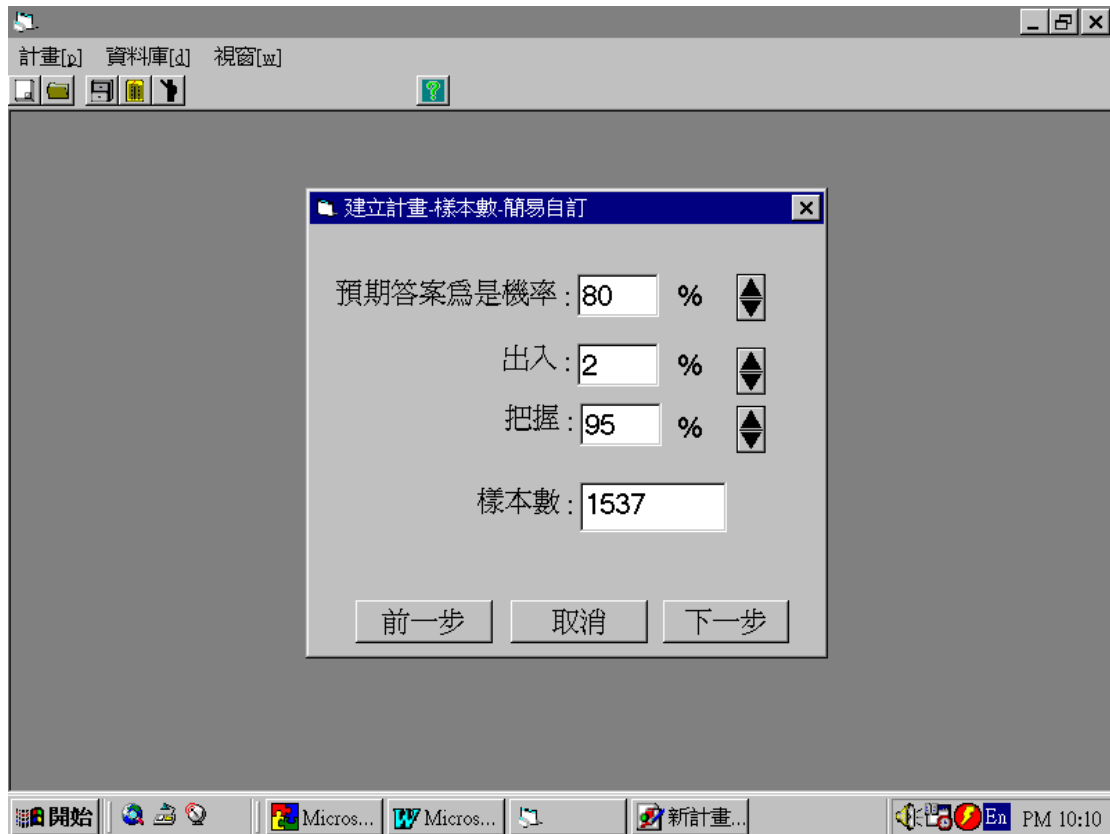 計畫[p] 資料庫[d] 視窗[w]
建立計畫-樣本數-簡易自訂
預期答案為是機率 : 80 %
出入 : 2 %
把握 : 95 %
樣本數 : 1537
前一步 取消 下一步
開始 Micros... Micros... 新計畫... En PM 10:10